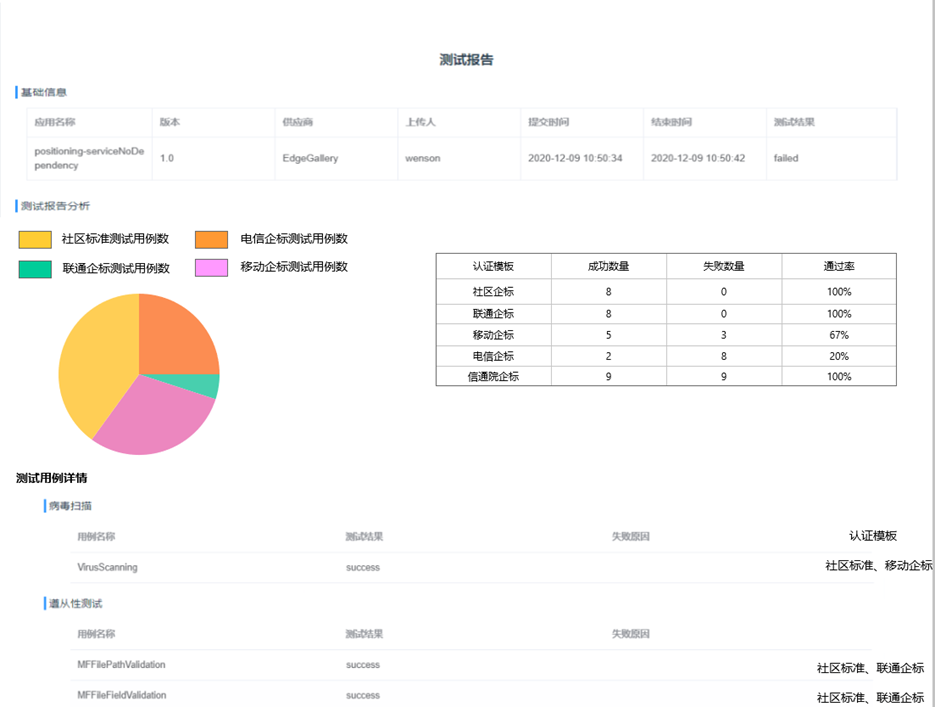 测试报告
基础信息
应用名称 版本 供应商 上传人 提交时间 结束时间 测试结果
positioning-serviceNoDe
pendency 1.0 EdgeGallery wenson 2020-12-09 10:50:34 2020-12-09 10:50:42 failed
测试报告分析
社区标准测试用例数 电信企标测试用例数
联通企标测试用例数 移动企标测试用例数
认证模板 成功数量 失败数量 通过率
社区企标 8 0 100%
联通企标 8 0 100%
移动企标 5 3 67%
电信企标 2 8 20%
信通院企标 9 9 100%
测试用例详情
病毒扫描
用例名称 测试结果 失败原因 认证模板
VirusScanning success 社区标准、移动企标
遵从性测试
用例名称 测试结果 失败原因
MFFilePathValidation success 社区标准、联通企标
MFFileFieldValidation success 社区标准、联通企标